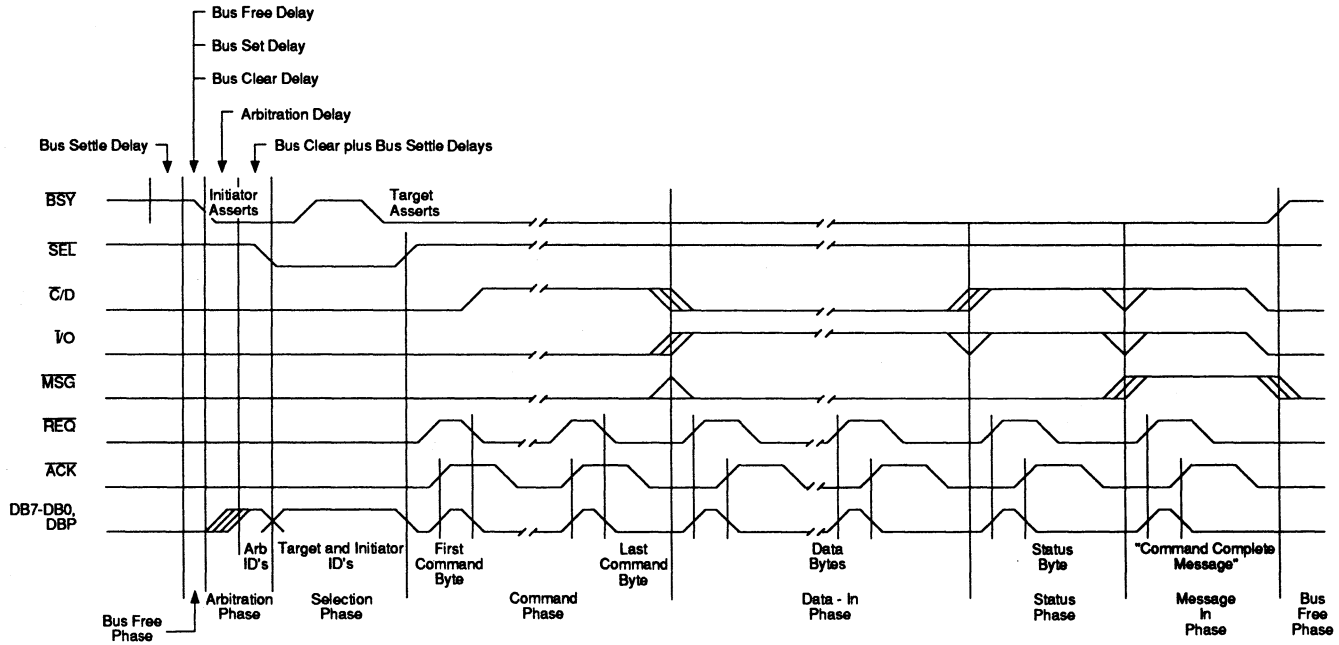 Bus Free Delay
Bus Set Delay
Bus Clear Delay
Arbitration Delay
Bus Settle Delay
Bus Clear plus Bus Settle Delays
BSY
Initiator
Asserts
Target
Asserts
SEL
C/D
I/O
MSG
REQ
ACK
DB7-DB0,
DBP
Arb
ID's
Target and Initiator
ID's
First
Command
Byte
Last
Command
Byte
Data
Bytes
Status
Byte
"Command Complete
Message"
Bus Free
Phase
Arbitration
Phase
Selection
Phase
Command
Phase
Data - In
Phase
Status
Phase
Message
In
Phase
Bus
Free
Phase